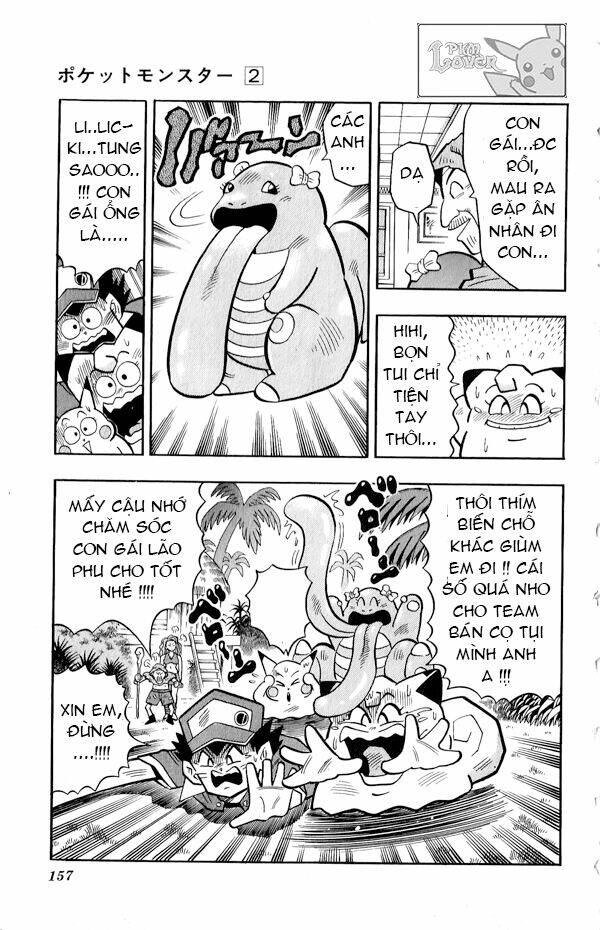 PKM
LOVER
ポケットモンスター 2
CON
GÁI...ĐC
RỒI,
MAU RA
GẶP ÂN
NHÂN ĐI
CON...
DẠ
HIHI,
BỌN
TUI CHỈ
TIỆN
TAY
THÔI...
CÁC
ANH
...
LI..LIC-
KI...TUNG
SAOOO..
!!! CON
GÁI ỔNG
LÀ.....
THÔI THÍM
BIẾN CHỖ
KHÁC GIÙM
EM ĐI !! CÁI
SỐ QUÁ NHO
CHO TEAM
BÁN CỌ TỤI
MÌNH ANH
A !!!
MẤY CẬU NHỚ
CHĂM SÓC
CON GÁI LÃO
PHU CHO TỐT
NHÉ !!!!
XIN EM,
ĐỪNG
....!!!!
157